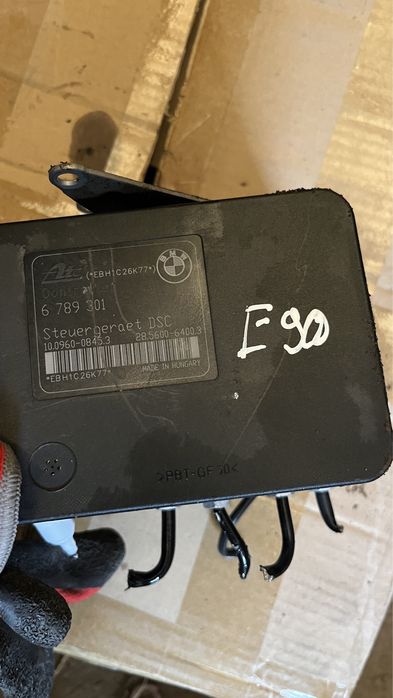 Ate
(*EBH1C26K77*)
BMW
6 789 301
Steuergeraet DSC
10.0960-0845.3 28.5600-6400.3
*EBH1C26K77*
MADE IN HUNGARY
E90
>PBT-GF30<